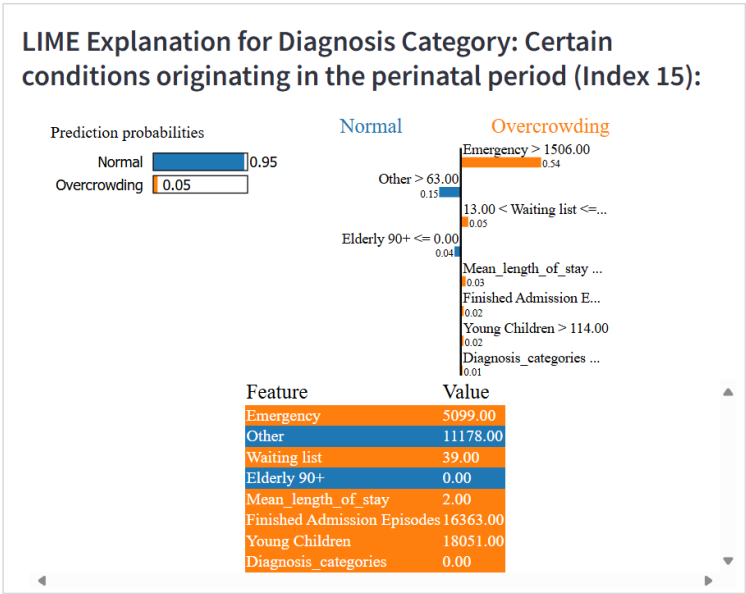 LIME Explanation for Diagnosis Category: Certain
conditions originating in the perinatal period (Index 15):
Prediction probabilities
Normal 0.95
Overcrowding 0.05
Normal Overcrowding
Emergency > 1506.00
0.54
Other > 63.00
0.15
13.00 < Waiting list <=...
0.05
Elderly 90+ <= 0.00
0.04
Mean_length_of_stay ...
0.03
Finished Admission E...
0.02
Young Children > 114.00
0.02
Diagnosis_categories ...
0.01
Feature Value
Emergency 5099.00
Other 11178.00
Waiting list 39.00
Elderly 90+ 0.00
Mean_length_of_stay 2.00
Finished Admission Episodes 16363.00
Young Children 18051.00
Diagnosis_categories 0.00